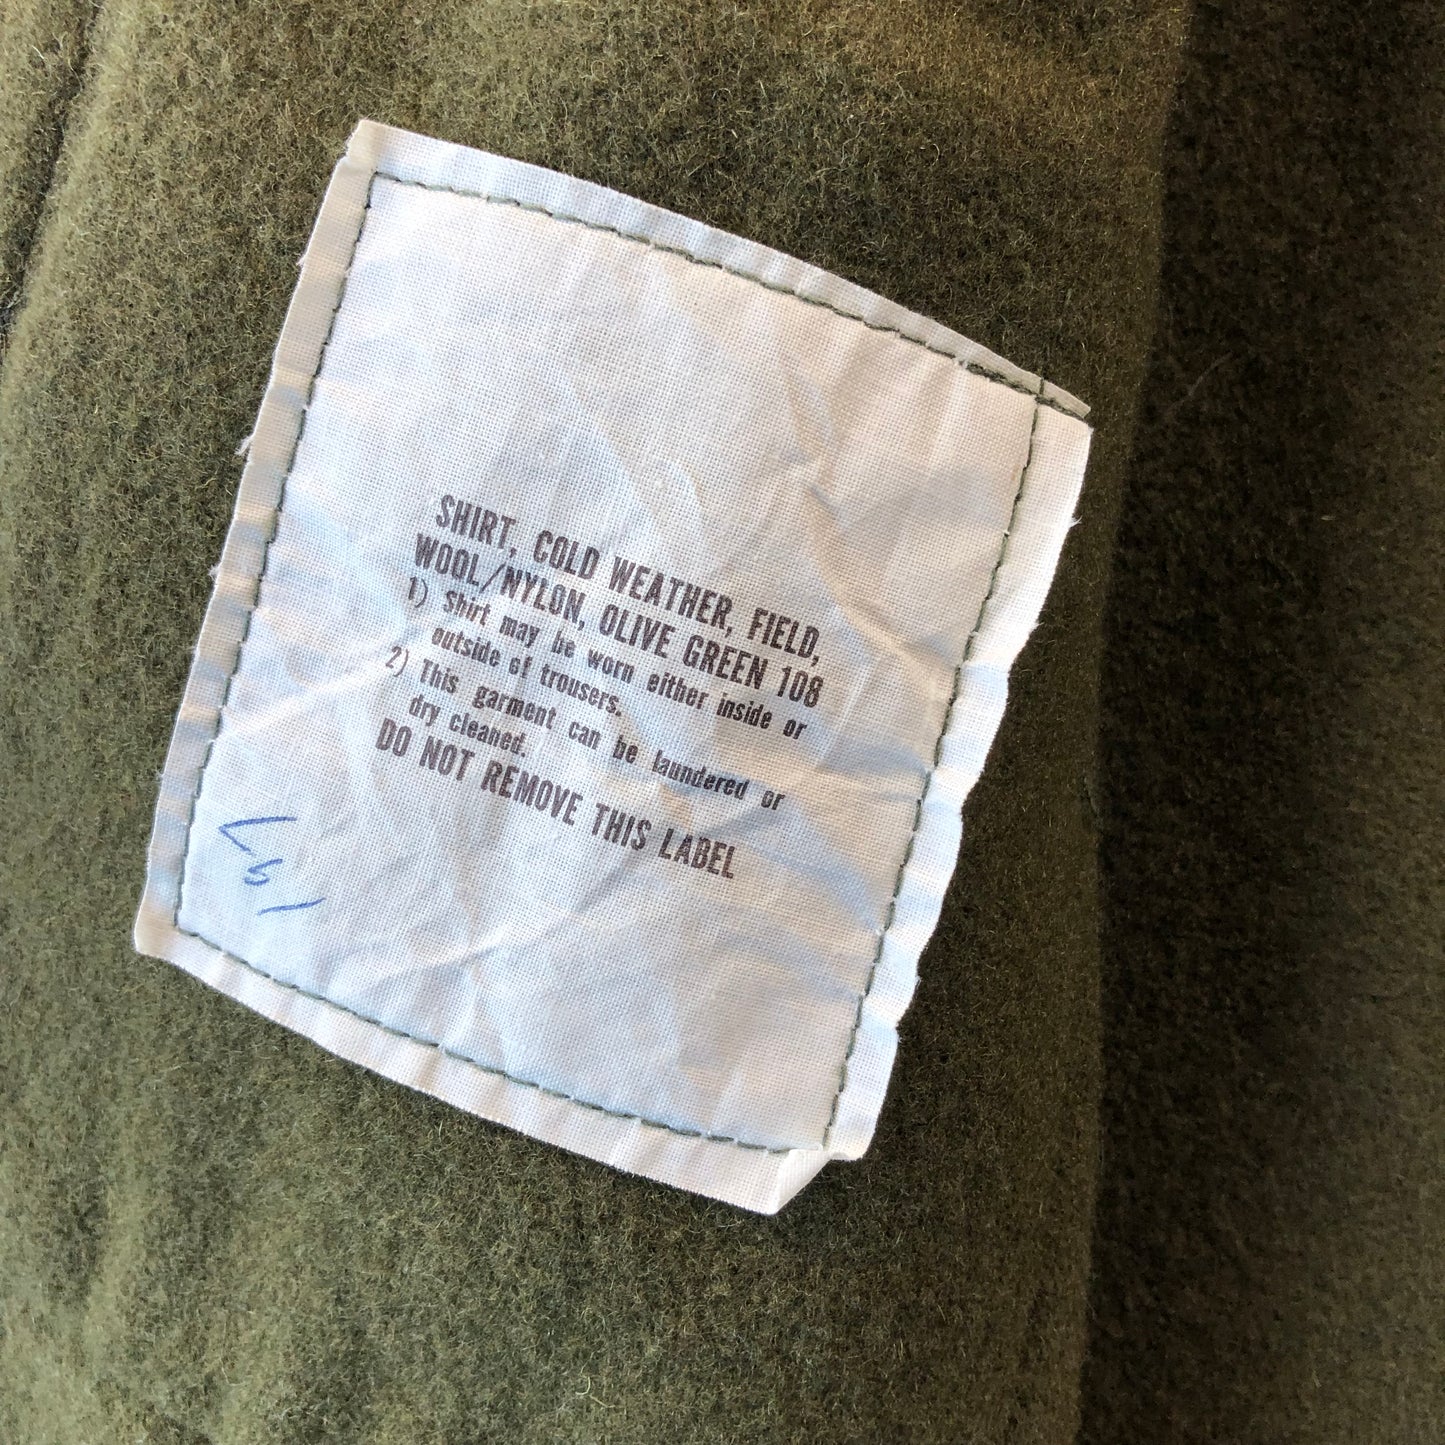 SHIRT, COLD WEATHER, FIELD,
WOOL/NYLON, OLIVE GREEN 108
1) Shirt may be worn either inside or
outside of trousers.
2) This garment can be laundered or
dry cleaned.
DO NOT REMOVE THIS LABEL